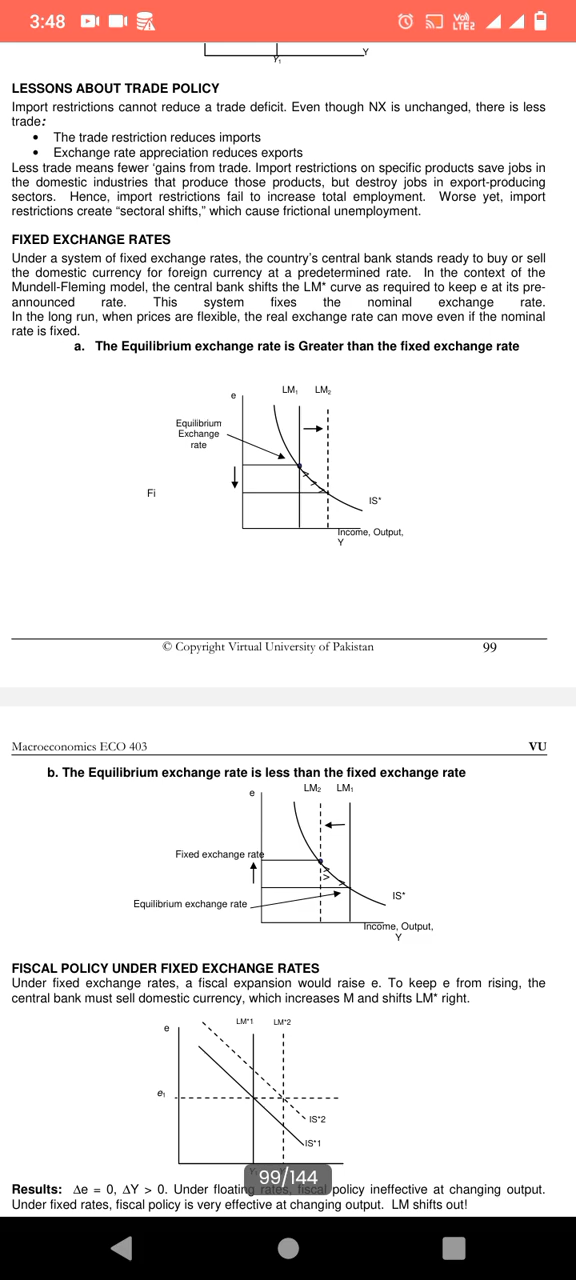 3:48
Vo)
LTE2
Y
Y1
LESSONS ABOUT TRADE POLICY
Import restrictions cannot reduce a trade deficit. Even though NX is unchanged, there is less
trade:
• The trade restriction reduces imports
• Exchange rate appreciation reduces exports
Less trade means fewer ‘gains from trade. Import restrictions on specific products save jobs in
the domestic industries that produce those products, but destroy jobs in export-producing
sectors. Hence, import restrictions fail to increase total employment. Worse yet, import
restrictions create “sectoral shifts,” which cause frictional unemployment.
FIXED EXCHANGE RATES
Under a system of fixed exchange rates, the country’s central bank stands ready to buy or sell
the domestic currency for foreign currency at a predetermined rate. In the context of the
Mundell-Fleming model, the central bank shifts the LM* curve as required to keep e at its pre-
announced rate. This system fixes the nominal exchange rate.
In the long run, when prices are flexible, the real exchange rate can move even if the nominal
rate is fixed.
a. The Equilibrium exchange rate is Greater than the fixed exchange rate
e
LM1 LM2
Equilibrium
Exchange
rate
Fi
IS*
Income, Output,
Y
© Copyright Virtual University of Pakistan 99
Macroeconomics ECO 403 VU
b. The Equilibrium exchange rate is less than the fixed exchange rate
e
LM2 LM1
Fixed exchange rate
IS*
Equilibrium exchange rate
Income, Output,
Y
FISCAL POLICY UNDER FIXED EXCHANGE RATES
Under fixed exchange rates, a fiscal expansion would raise e. To keep e from rising, the
central bank must sell domestic currency, which increases M and shifts LM* right.
e
LM*1 LM*2
e1
IS*2
IS*1
99/144
Results: Δe = 0, ΔY > 0. Under floating rates, fiscal policy ineffective at changing output.
Under fixed rates, fiscal policy is very effective at changing output. LM shifts out!